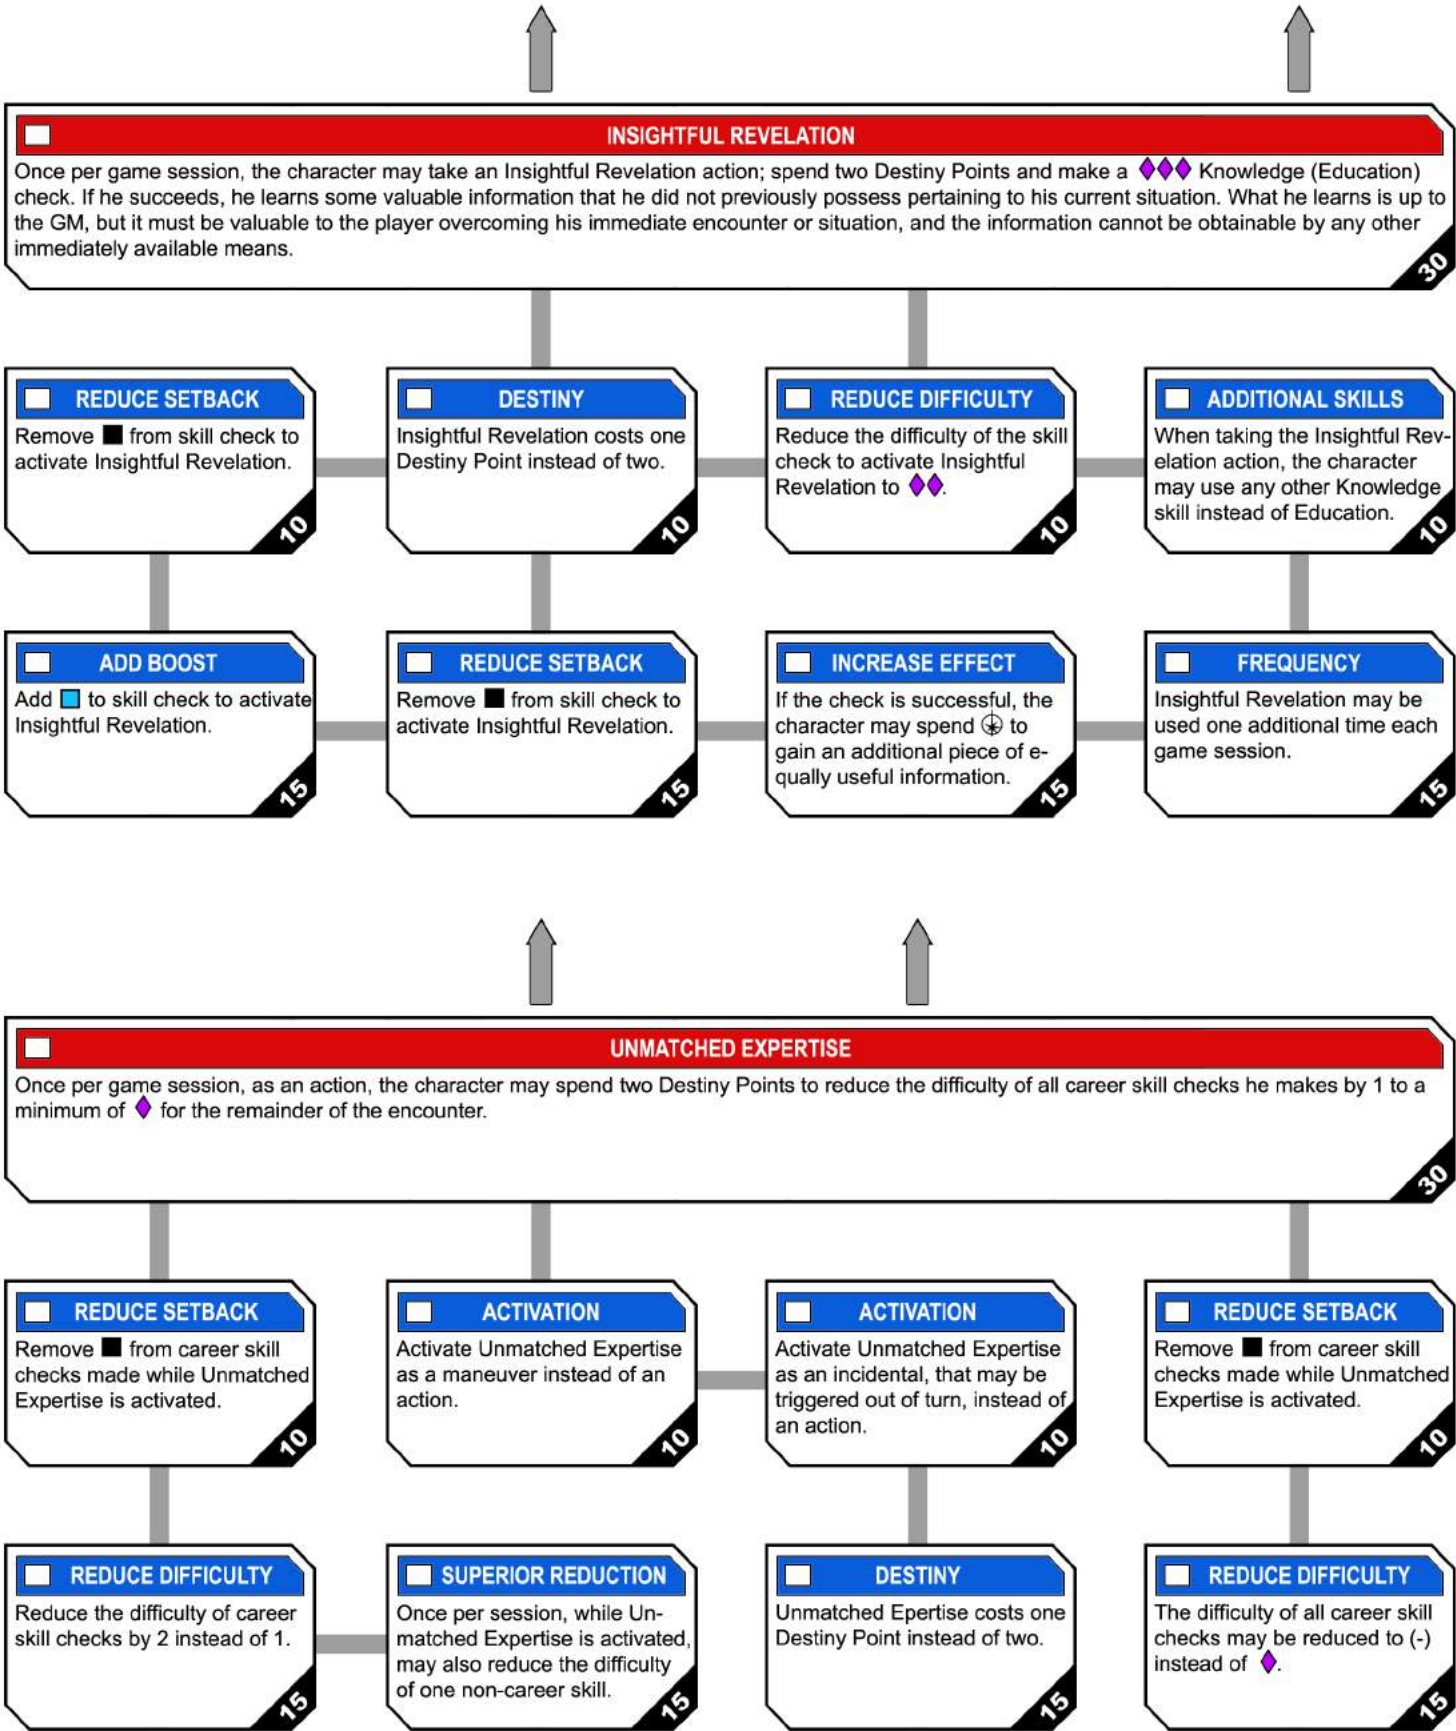 INSIGHTFUL REVELATION
Once per game session, the character may take an Insightful Revelation action; spend two Destiny Points and make a ◆◆◆ Knowledge (Education)
check. If he succeeds, he learns some valuable information that he did not previously possess pertaining to his current situation. What he learns is up to
the GM, but it must be valuable to the player overcoming his immediate encounter or situation, and the information cannot be obtainable by any other
immediately available means.
30
REDUCE SETBACK
Remove ■ from skill check to
activate Insightful Revelation.
10
DESTINY
Insightful Revelation costs one
Destiny Point instead of two.
10
REDUCE DIFFICULTY
Reduce the difficulty of the skill
check to activate Insightful
Revelation to ◆◆.
10
ADDITIONAL SKILLS
When taking the Insightful Rev-
elation action, the character
may use any other Knowledge
skill instead of Education.
10
ADD BOOST
Add ■ to skill check to activate
Insightful Revelation.
15
REDUCE SETBACK
Remove ■ from skill check to
activate Insightful Revelation.
15
INCREASE EFFECT
If the check is successful, the
character may spend to
gain an additional piece of e-
qually useful information.
15
FREQUENCY
Insightful Revelation may be
used one additional time each
game session.
15
UNMATCHED EXPERTISE
Once per game session, as an action, the character may spend two Destiny Points to reduce the difficulty of all career skill checks he makes by 1 to a
minimum of ◆ for the remainder of the encounter.
30
REDUCE SETBACK
Remove ■ from career skill
checks made while Unmatched
Expertise is activated.
10
ACTIVATION
Activate Unmatched Expertise
as a maneuver instead of an
action.
10
ACTIVATION
Activate Unmatched Expertise
as an incidental, that may be
triggered out of turn, instead of
an action.
10
REDUCE SETBACK
Remove ■ from career skill
checks made while Unmatched
Expertise is activated.
10
REDUCE DIFFICULTY
Reduce the difficulty of career
skill checks by 2 instead of 1.
15
SUPERIOR REDUCTION
Once per session, while Un-
matched Expertise is activated,
may also reduce the difficulty
of one non-career skill.
15
DESTINY
Unmatched Epertise costs one
Destiny Point instead of two.
15
REDUCE DIFFICULTY
The difficulty of all career skill
checks may be reduced to (-)
instead of ◆.
15